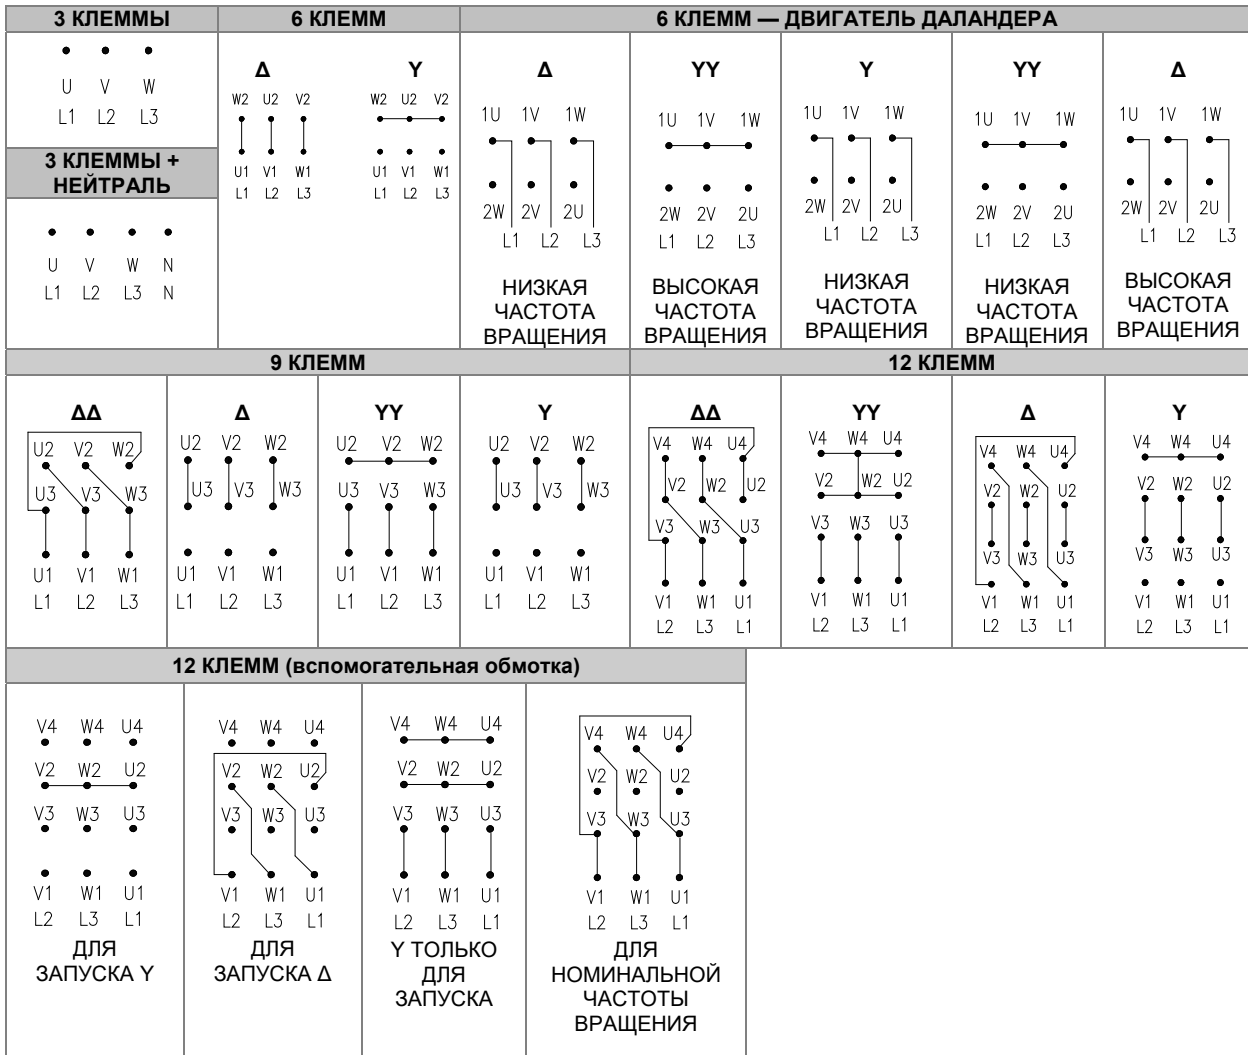 3 КЛЕММЫ
U V W
L1 L2 L3
3 КЛЕММЫ +
НЕЙТРАЛЬ
U V W N
L1 L2 L3 N
6 КЛЕММ
Δ
W2 U2 V2
U1 V1 W1
L1 L2 L3
Y
W2 U2 V2
U1 V1 W1
L1 L2 L3
6 КЛЕММ — ДВИГАТЕЛЬ ДАЛАНДЕРА
Δ
1U 1V 1W
2W 2V 2U
L1 L2 L3
НИЗКАЯ
ЧАСТОТА
ВРАЩЕНИЯ
YY
1U 1V 1W
2W 2V 2U
L1 L2 L3
ВЫСОКАЯ
ЧАСТОТА
ВРАЩЕНИЯ
Y
1U 1V 1W
2W 2V 2U
L1 L2 L3
НИЗКАЯ
ЧАСТОТА
ВРАЩЕНИЯ
YY
1U 1V 1W
2W 2V 2U
L1 L2 L3
НИЗКАЯ
ЧАСТОТА
ВРАЩЕНИЯ
Δ
1U 1V 1W
2W 2V 2U
L1 L2 L3
ВЫСОКАЯ
ЧАСТОТА
ВРАЩЕНИЯ
9 КЛЕММ
ΔΔ
U2 V2 W2
U3 V3 W3
U1 V1 W1
L1 L2 L3
Δ
U2 V2 W2
U3 V3 W3
U1 V1 W1
L1 L2 L3
YY
U2 V2 W2
U3 V3 W3
U1 V1 W1
L1 L2 L3
Y
U2 V2 W2
U3 V3 W3
U1 V1 W1
L1 L2 L3
12 КЛЕММ
ΔΔ
V4 W4 U4
V2 W2 U2
V3 W3 U3
V1 W1 U1
L2 L3 L1
YY
V4 W4 U4
V2 W2 U2
V3 W3 U3
V1 W1 U1
L2 L3 L1
Δ
V4 W4 U4
V2 W2 U2
V3 W3 U3
V1 W1 U1
L2 L3 L1
Y
V4 W4 U4
V2 W2 U2
V3 W3 U3
V1 W1 U1
L2 L3 L1
12 КЛЕММ (вспомогательная обмотка)
V4 W4 U4
V2 W2 U2
V3 W3 U3
V1 W1 U1
L2 L3 L1
ДЛЯ
ЗАПУСКА Y
V4 W4 U4
V2 W2 U2
V3 W3 U3
V1 W1 U1
L2 L3 L1
ДЛЯ
ЗАПУСКА Δ
V4 W4 U4
V2 W2 U2
V3 W3 U3
V1 W1 U1
L2 L3 L1
Y ТОЛЬКО
ДЛЯ
ЗАПУСКА
V4 W4 U4
V2 W2 U2
V3 W3 U3
V1 W1 U1
L2 L3 L1
ДЛЯ
НОМИНАЛЬНОЙ
ЧАСТОТЫ
ВРАЩЕНИЯ